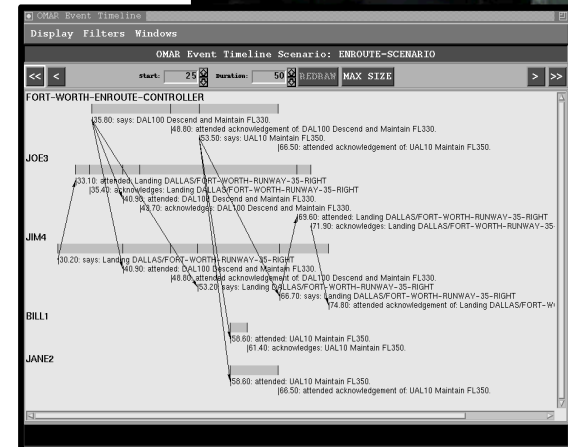 OMAR Event Timeline
Display Filters Windows
OMAR Event Timeline Scenario: ENROUTE-SCENARIO
<< < Start: 25 Duration: 50 REDRAW MAX SIZE > >>
FORT-WORTH-ENROUTE-CONTROLLER
|35.80: says: DAL100 Descend and Maintain FL330.
|48.80: attended acknowledgement of: DAL100 Descend and Maintain FL330.
|53.50: says: UAL10 Maintain FL350.
|66.50: attended acknowledgement of: UAL10 Maintain FL350.
JOE3
|33.10: attended: Landing DALLAS/FORT-WORTH-RUNWAY-35-RIGHT
|35.40: acknowledges: Landing DALLAS/FORT-WORTH-RUNWAY-35-RIGHT
|40.90: attended: DAL100 Descend and Maintain FL330.
|43.70: acknowledges: DAL100 Descend and Maintain FL330.
|69.60: attended: Landing DALLAS/FORT-WORTH-RUNWAY-35-RIGHT
|71.90: acknowledges: Landing DALLAS/FORT-WORTH-RUNWAY-35-
JIM4
|30.20: says: Landing DALLAS/FORT-WORTH-RUNWAY-35-RIGHT
|40.90: attended: DAL100 Descend and Maintain FL330.
|48.80: attended acknowledgement of: DAL100 Descend and Maintain FL330.
|53.20: says: Landing DALLAS/FORT-WORTH-RUNWAY-35-RIGHT
|66.70: says: Landing DALLAS/FORT-WORTH-RUNWAY-35-RIGHT
|74.80: attended acknowledgement of: Landing DALLAS/FORT-W
BILL1
|58.60: attended: UAL10 Maintain FL350.
|61.40: acknowledges: UAL10 Maintain FL350.
JANE2
|58.60: attended: UAL10 Maintain FL350.
|66.50: attended acknowledgement of: UAL10 Maintain FL350.